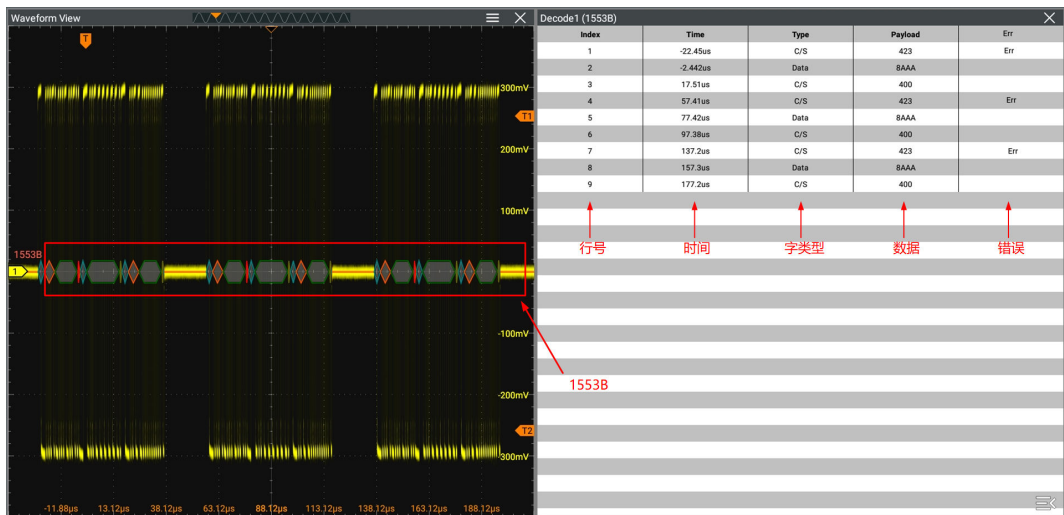 Waveform View
Decode1 (1553B)
T
Index Time Type Payload Err
1 -22.45us C/S 423 Err
2 -2.442us Data 8AAA
3 17.51us C/S 400
4 57.41us C/S 423 Err
5 77.42us Data 8AAA
6 97.38us C/S 400
7 137.2us C/S 423 Err
8 157.3us Data 8AAA
9 177.2us C/S 400
行号 时间 字类型 数据 错误
300mV
T1
200mV
100mV
1553B
1
1553B
-100mV
-200mV
T2
-300mV
-11.88μs 13.12μs 38.12μs 63.12μs 88.12μs 113.12μs 138.12μs 163.12μs 188.12μs